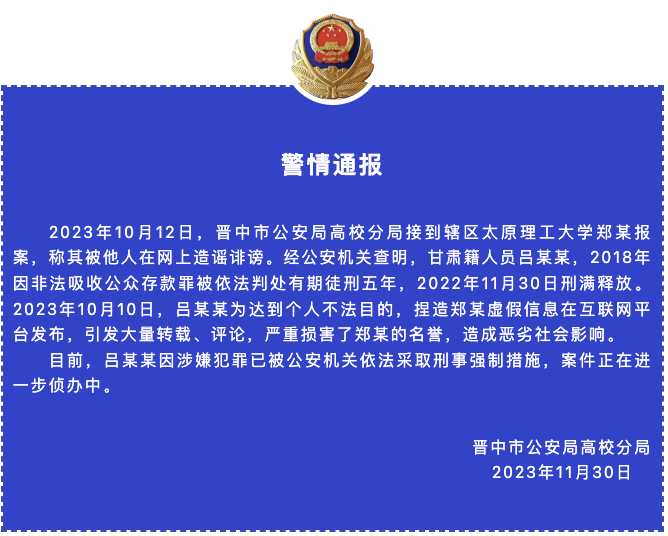 警情通报
2023年10月12日，晋中市公安局高校分局接到辖区太原理工大学郑某报
案，称其被他人在网上造谣诽谤。经公安机关查明，甘肃籍人员吕某某，2018年
因非法吸收公众存款罪被依法判处有期徒刑五年，2022年11月30日刑满释放。
2023年10月10日，吕某某为达到个人不法目的，捏造郑某虚假信息在互联网平
台发布，引发大量转载、评论，严重损害了郑某的名誉，造成恶劣社会影响。
目前，吕某某因涉嫌犯罪已被公安机关依法采取刑事强制措施，案件正在进
一步侦办中。
晋中市公安局高校分局
2023年11月30日